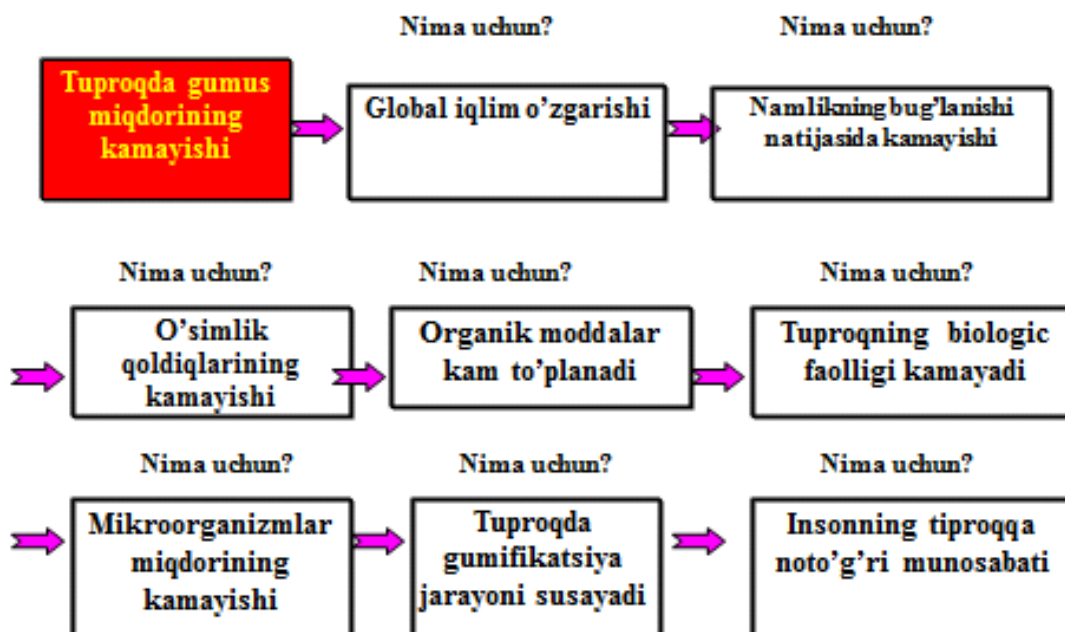 Nima uchun?
Nima uchun?
Tuproqda gumus
miqdorining
kamayishi
Global iqlim o’zgarishi
Namlikning bug’lanishi
natijasida kamayishi
Nima uchun?
Nima uchun?
Nima uchun?
O’simlik
qoldiqlarining
kamayishi
Organik moddalar
kam to’planadi
Tuproqning biologic
faolligi kamayadi
Nima uchun?
Nima uchun?
Nima uchun?
Mikroorganizmlar
miqdorining
kamayishi
Tuproqda
gumifikatsiya
jarayoni susayadi
Insonning tiproqqa
noto’g’ri munosabati